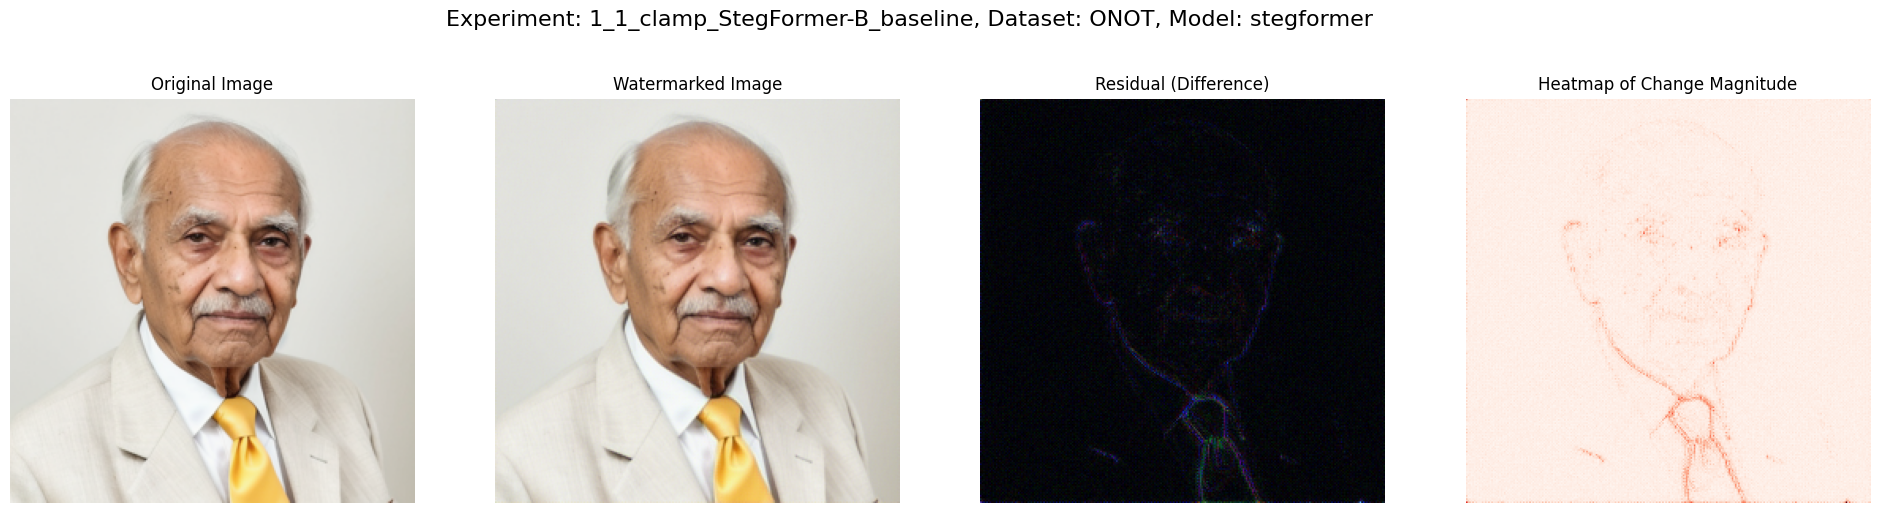 Experiment: 1_1_clamp_StegFormer-B_baseline, Dataset: ONOT, Model: stegformer
Original Image
Watermarked Image
Residual (Difference)
Heatmap of Change Magnitude